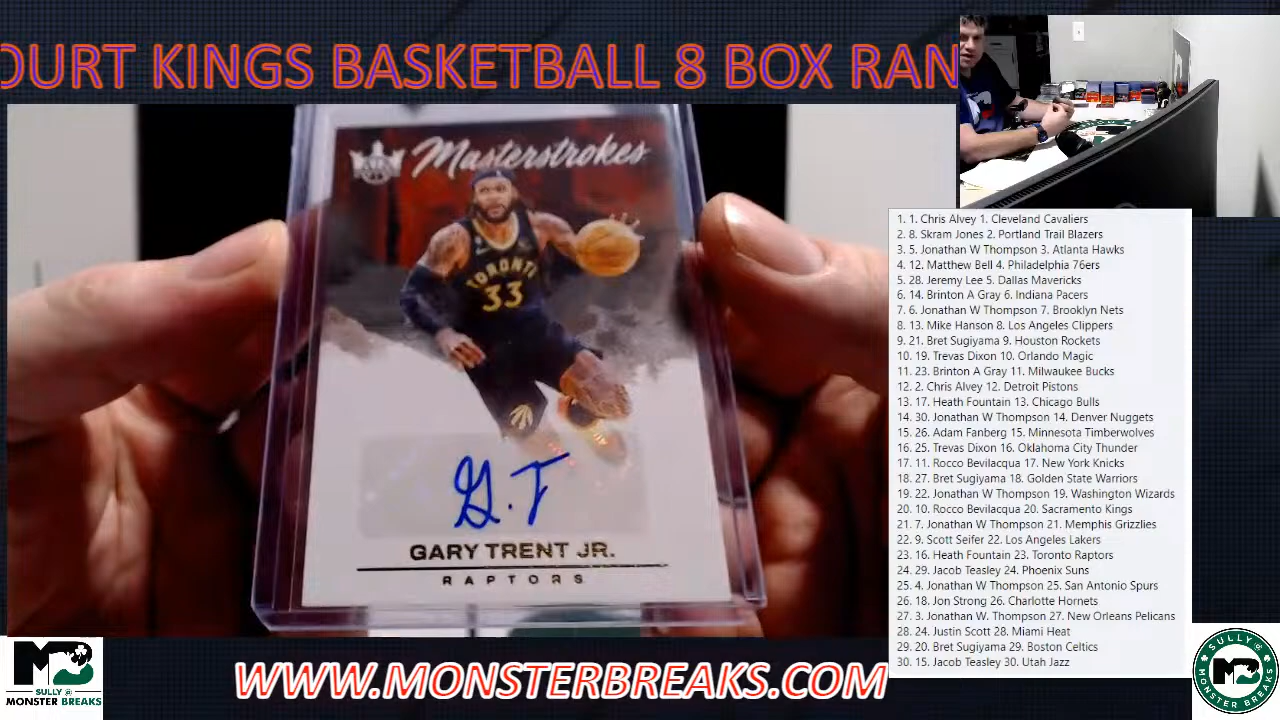 OURT KINGS BASKETBALL 8 BOX RAN
Masterstrokes
TORONTO
33
G.T
GARY TRENT JR.
RAPTORS
1. 1. Chris Alvey 1. Cleveland Cavaliers
2. 8. Skram Jones 2. Portland Trail Blazers
3. 5. Jonathan W Thompson 3. Atlanta Hawks
4. 12. Matthew Bell 4. Philadelphia 76ers
5. 28. Jeremy Lee 5. Dallas Mavericks
6. 14. Brinton A Gray 6. Indiana Pacers
7. 6. Jonathan W Thompson 7. Brooklyn Nets
8. 13. Mike Hanson 8. Los Angeles Clippers
9. 21. Bret Sugiyama 9. Houston Rockets
10. 19. Trevas Dixon 10. Orlando Magic
11. 23. Brinton A Gray 11. Milwaukee Bucks
12. 2. Chris Alvey 12. Detroit Pistons
13. 17. Heath Fountain 13. Chicago Bulls
14. 30. Jonathan W Thompson 14. Denver Nuggets
15. 26. Adam Fanberg 15. Minnesota Timberwolves
16. 25. Trevas Dixon 16. Oklahoma City Thunder
17. 11. Rocco Bevilacqua 17. New York Knicks
18. 27. Bret Sugiyama 18. Golden State Warriors
19. 22. Jonathan W Thompson 19. Washington Wizards
20. 10. Rocco Bevilacqua 20. Sacramento Kings
21. 7. Jonathan W Thompson 21. Memphis Grizzlies
22. 9. Scott Seifer 22. Los Angeles Lakers
23. 16. Heath Fountain 23. Toronto Raptors
24. 29. Jacob Teasley 24. Phoenix Suns
25. 4. Jonathan W Thompson 25. San Antonio Spurs
26. 18. Jon Strong 26. Charlotte Hornets
27. 3. Jonathan W. Thompson 27. New Orleans Pelicans
28. 24. Justin Scott 28. Miami Heat
29. 20. Bret Sugiyama 29. Boston Celtics
30. 15. Jacob Teasley 30. Utah Jazz
SULLY @
MONSTER BREAKS
WWW.MONSTERBREAKS.COM
SULLY @
MONSTER BREAKS